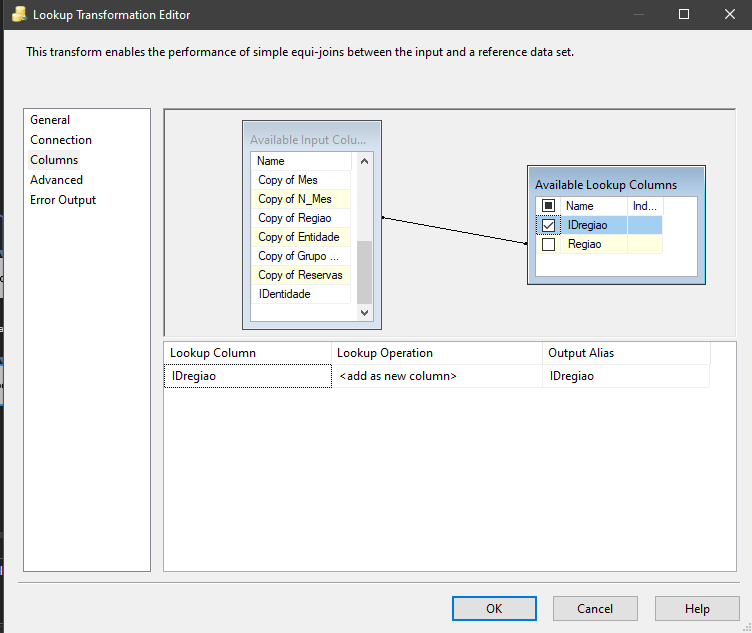 Lookup Transformation Editor
This transform enables the performance of simple equi-joins between the input and a reference data set.
General
Connection
Columns
Advanced
Error Output
Available Input Colu...
Name
Copy of Mes
Copy of N_Mes
Copy of Regiao
Copy of Entidade
Copy of Grupo ...
Copy of Reservas
IDentidade
Available Lookup Columns
Name Ind...
IDregiao
Regiao
Lookup Column Lookup Operation Output Alias
IDregiao <add as new column> IDregiao
OK Cancel Help